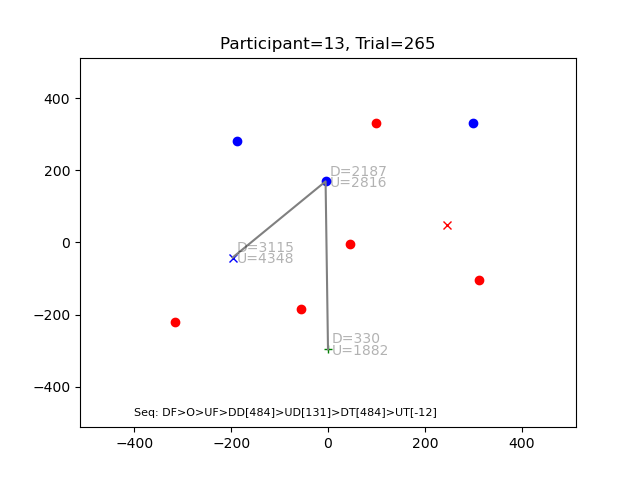 Participant=13, Trial=265
400
200
0
−200
−400
D=2187
U=2816
D=3115
U=4348
D=330
U=1882
Seq: DF>O>UF>DD[484]>UD[131]>DT[484]>UT[-12]
−400 −200 0 200 400